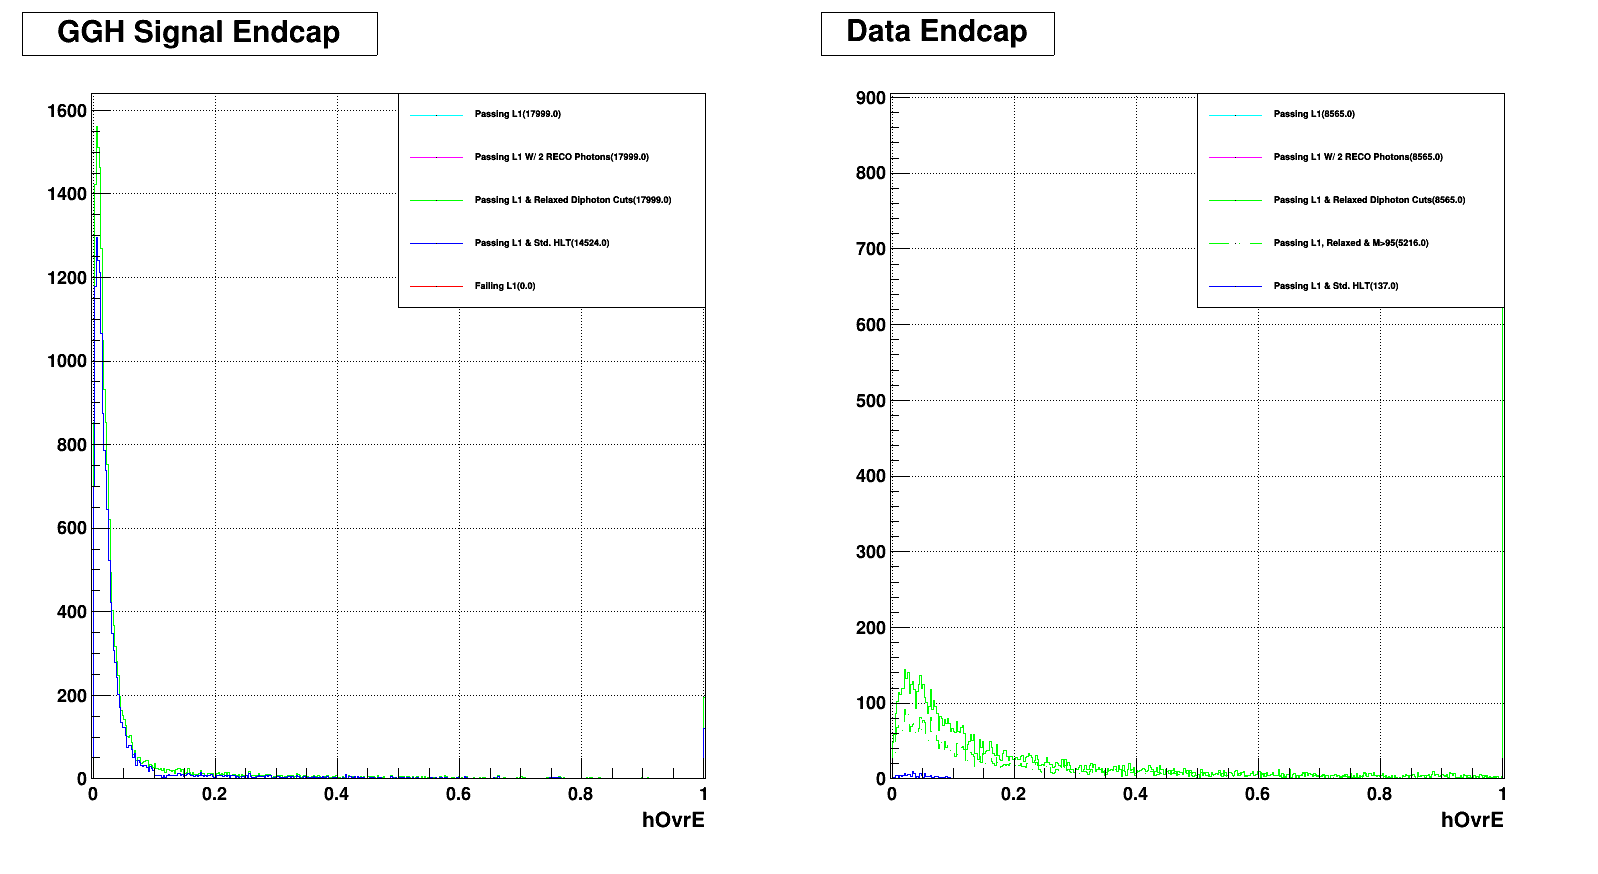 GGH Signal Endcap
1600
1400
1200
1000
800
600
400
200
0
0 0.2 0.4 0.6 0.8 1
hOvrE
Passing L1(17999.0)
Passing L1 W/ 2 RECO Photons(17999.0)
Passing L1 & Relaxed Diphoton Cuts(17999.0)
Passing L1 & Std. HLT(14524.0)
Failing L1(0.0)
Data Endcap
900
800
700
600
500
400
300
200
100
0
0 0.2 0.4 0.6 0.8 1
hOvrE
Passing L1(8565.0)
Passing L1 W/ 2 RECO Photons(8565.0)
Passing L1 & Relaxed Diphoton Cuts(8565.0)
Passing L1, Relaxed & M>95(5216.0)
Passing L1 & Std. HLT(137.0)